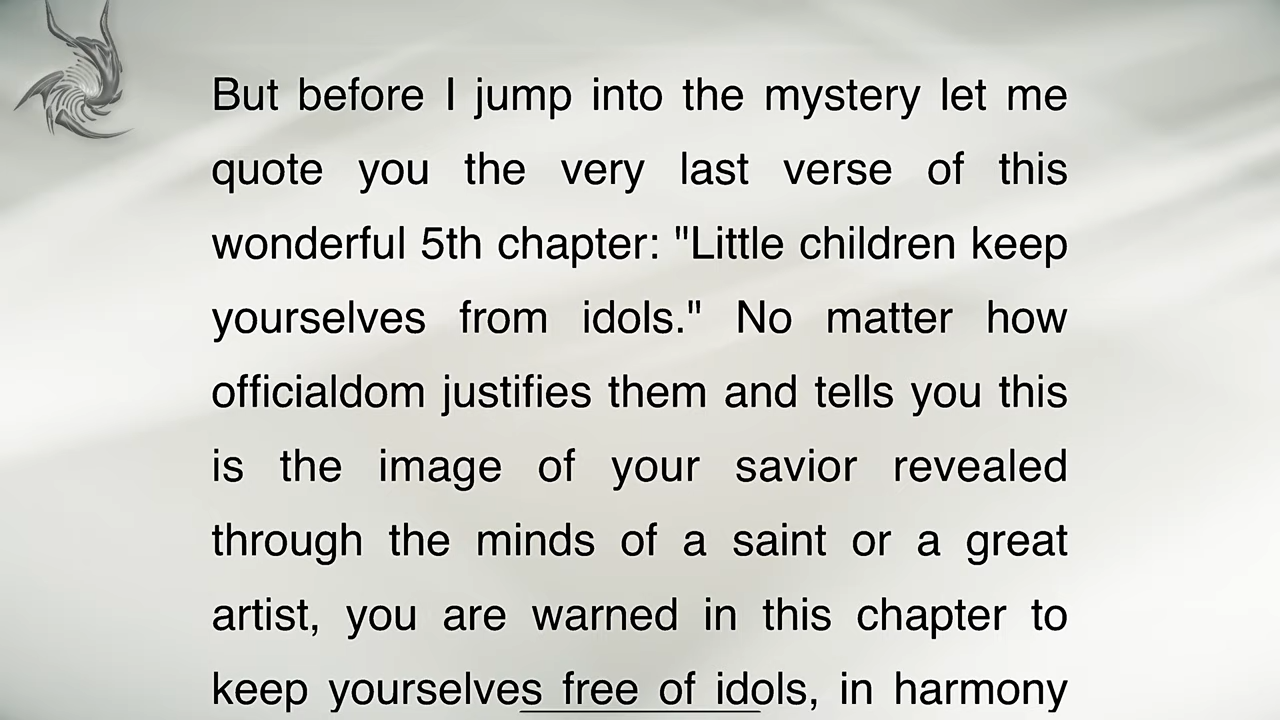 But before I jump into the mystery let me
quote you the very last verse of this
wonderful 5th chapter: "Little children keep
yourselves from idols." No matter how
officialdom justifies them and tells you this
is the image of your savior revealed
through the minds of a saint or a great
artist, you are warned in this chapter to
keep yourselves free of idols, in harmony